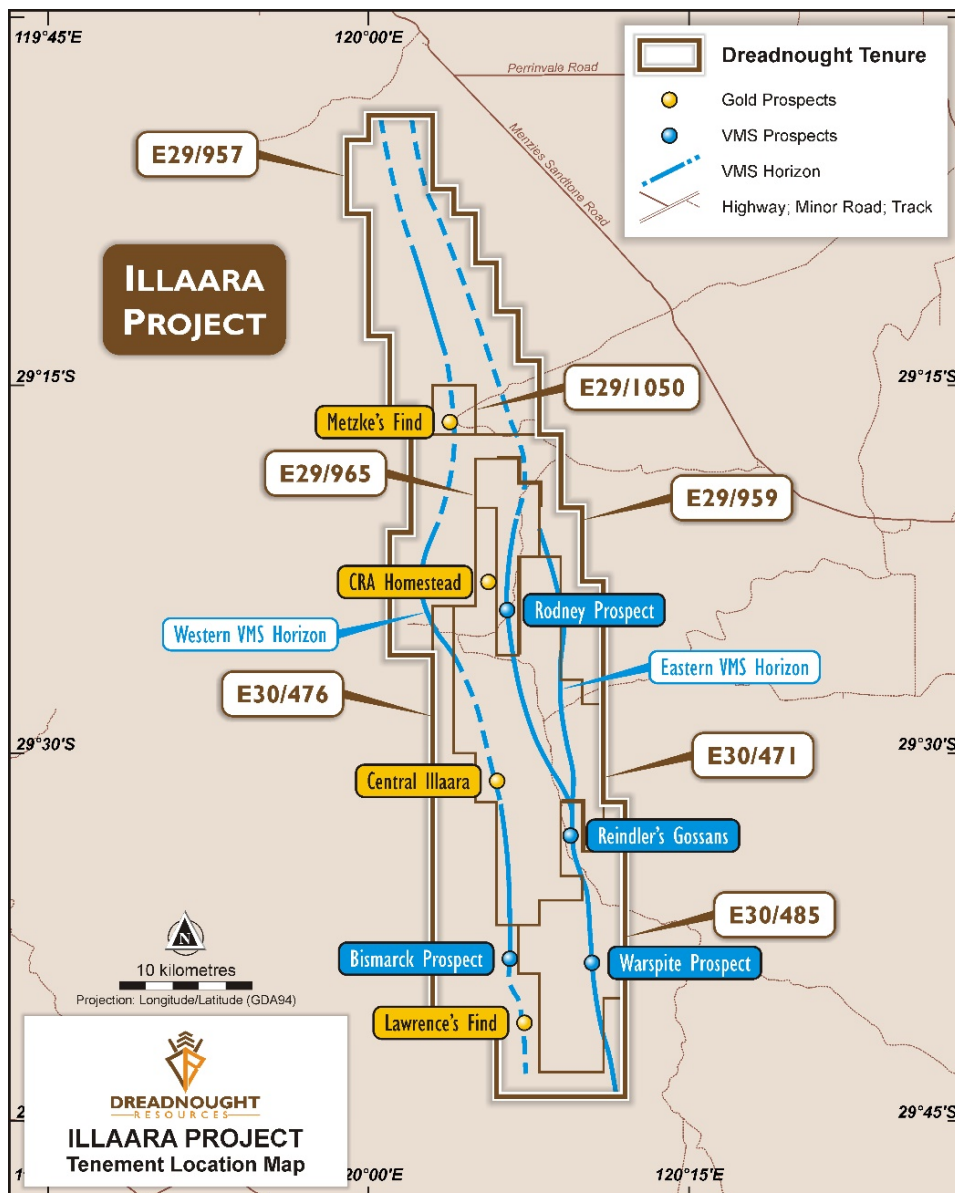 119°45'E
120°00'E
Dreadnought Tenure
Gold Prospects
VMS Prospects
VMS Horizon
Highway; Minor Road; Track
Perrinvale Road
Menzies Sandtone Road
E29/957
ILLAARA
PROJECT
29°15'S
29°15'S
E29/1050
Metzke's Find
E29/965
E29/959
CRA Homestead
Rodney Prospect
Western VMS Horizon
Eastern VMS Horizon
E30/476
29°30'S
29°30'S
E30/471
Central Illaara
Reindler's Gossans
E30/485
N
10 kilometres
Projection: Longitude/Latitude (GDA94)
Bismarck Prospect
Warspite Prospect
Lawrence's Find
DREADNOUGHT
RESOURCES
ILLAARA PROJECT
Tenement Location Map
29°45'S
120°00'E
120°15'E